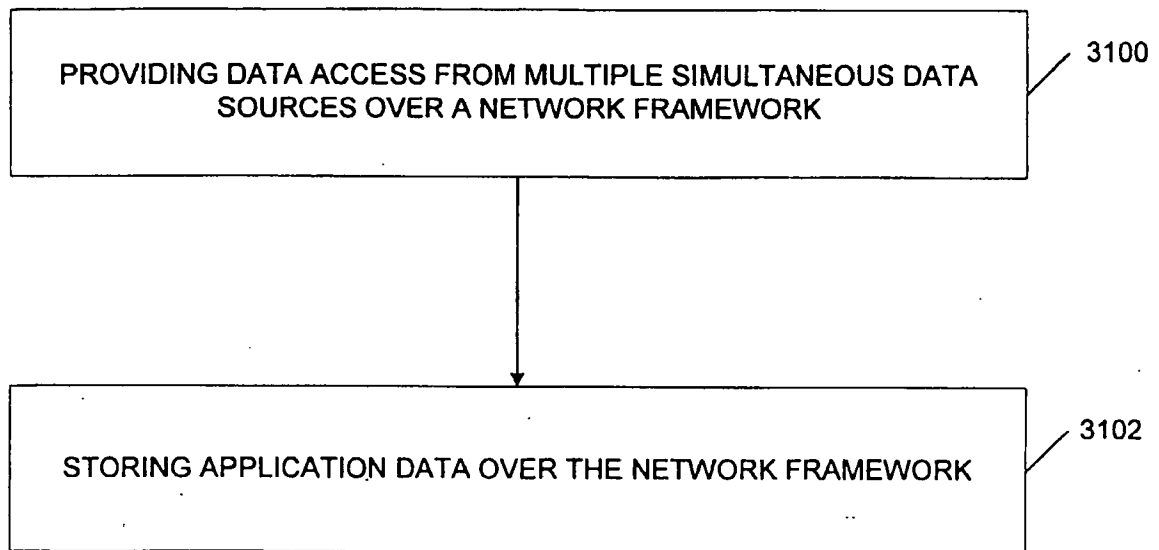 PROVIDING DATA ACCESS FROM MULTIPLE SIMULTANEOUS DATA
SOURCES OVER A NETWORK FRAMEWORK
3100
STORING APPLICATION DATA OVER THE NETWORK FRAMEWORK
3102